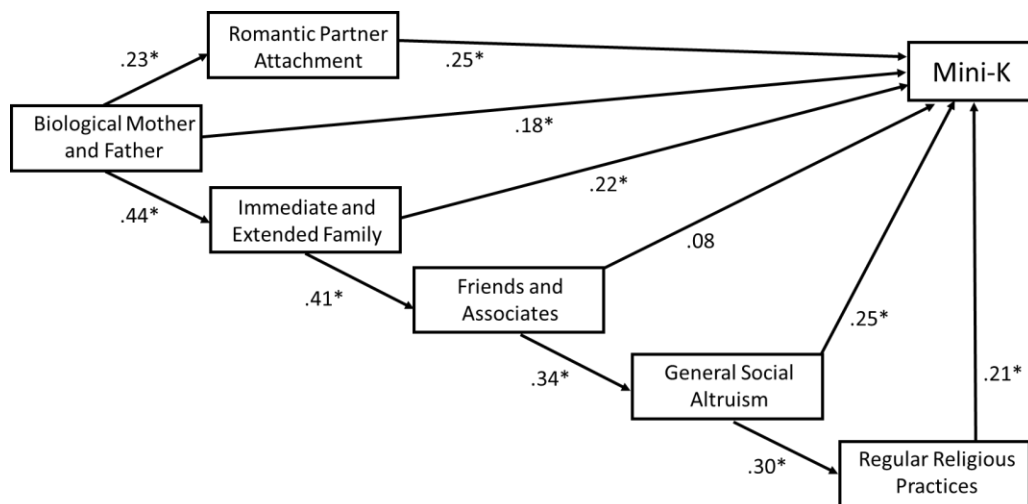 Romantic Partner
Attachment
.23*
.25*
Mini-K
Biological Mother
and Father
.18*
.44*
Immediate and
Extended Family
.22*
.41*
Friends and
Associates
.08
.34*
General Social
Altruism
.25*
.30*
.21*
Regular Religious
Practices